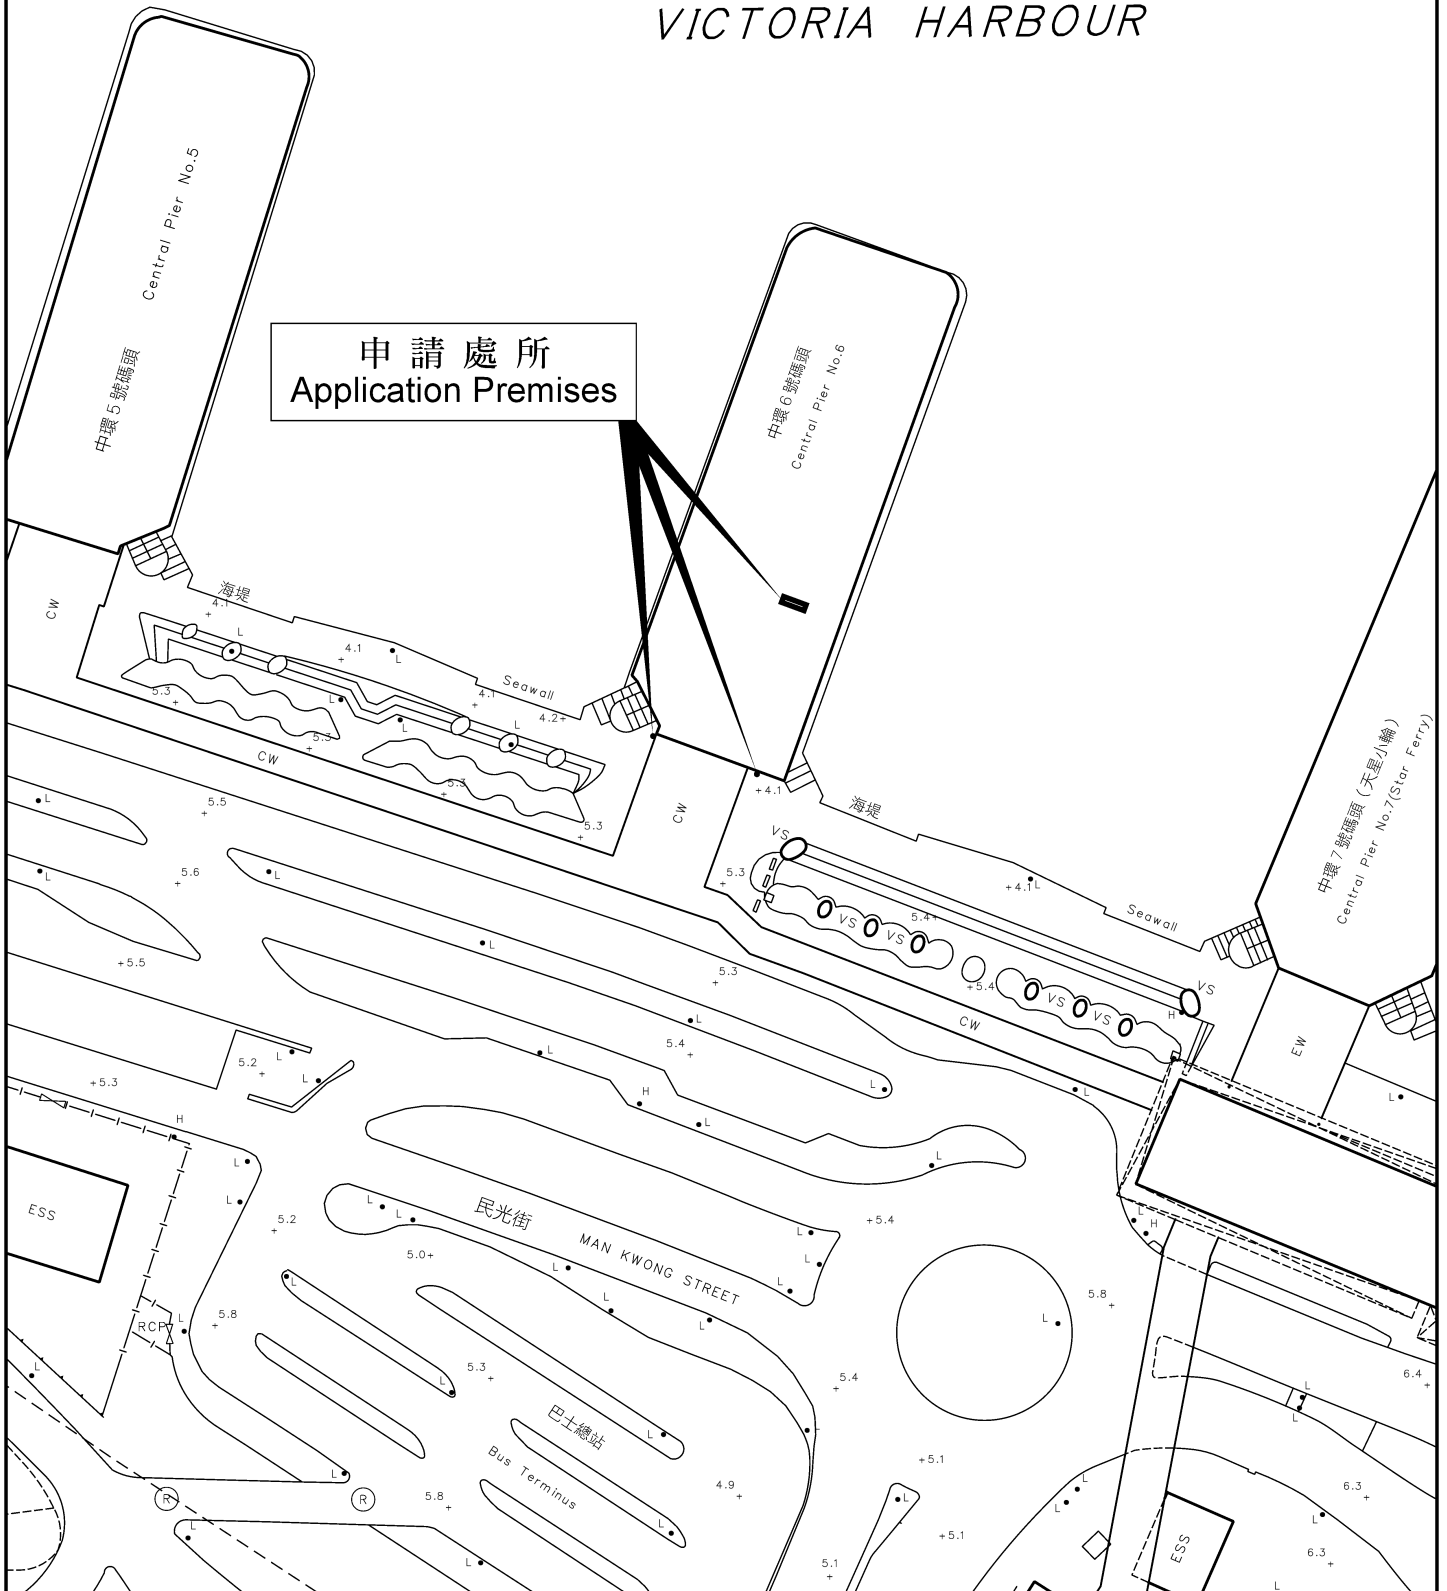 VICTORIA HARBOUR
Central Pier No.5
中環 5 號碼頭
申請處所
Application Premises
中環 6 號碼頭
Central Pier No.6
中環 7 號碼頭（天星小輪）
Central Pier No.7(Star Ferry)
CW
海堤
4.1
L
4.1
L
Seawall
5.3
L
4.1
4.2
L
L
5.3
CW
5.3
5.3
CW
4.1
海堤
L
5.5
VS
L
5.6
L
5.3
4.1
L
VS
VS
5.4
Seawall
L
5.5
5.3
5.4
VS
VS
VS
H
L
CW
EW
5.2
L
L
5.4
L
5.3
L
H
L
L
L
H
L
L
L
ESS
L
5.2
L
L
民光街
MAN KWONG STREET
L
5.4
L
H
5.0
L
L
L
L
5.8
RCP
L
5.8
L
L
L
L
5.3
L
5.4
6.4
L
L
巴士總站
Bus Terminus
L
5.1
L
R
R
5.8
4.9
L
L
L
L
6.3
L
L
5.1
ESS
6.3
L
L
5.1
L